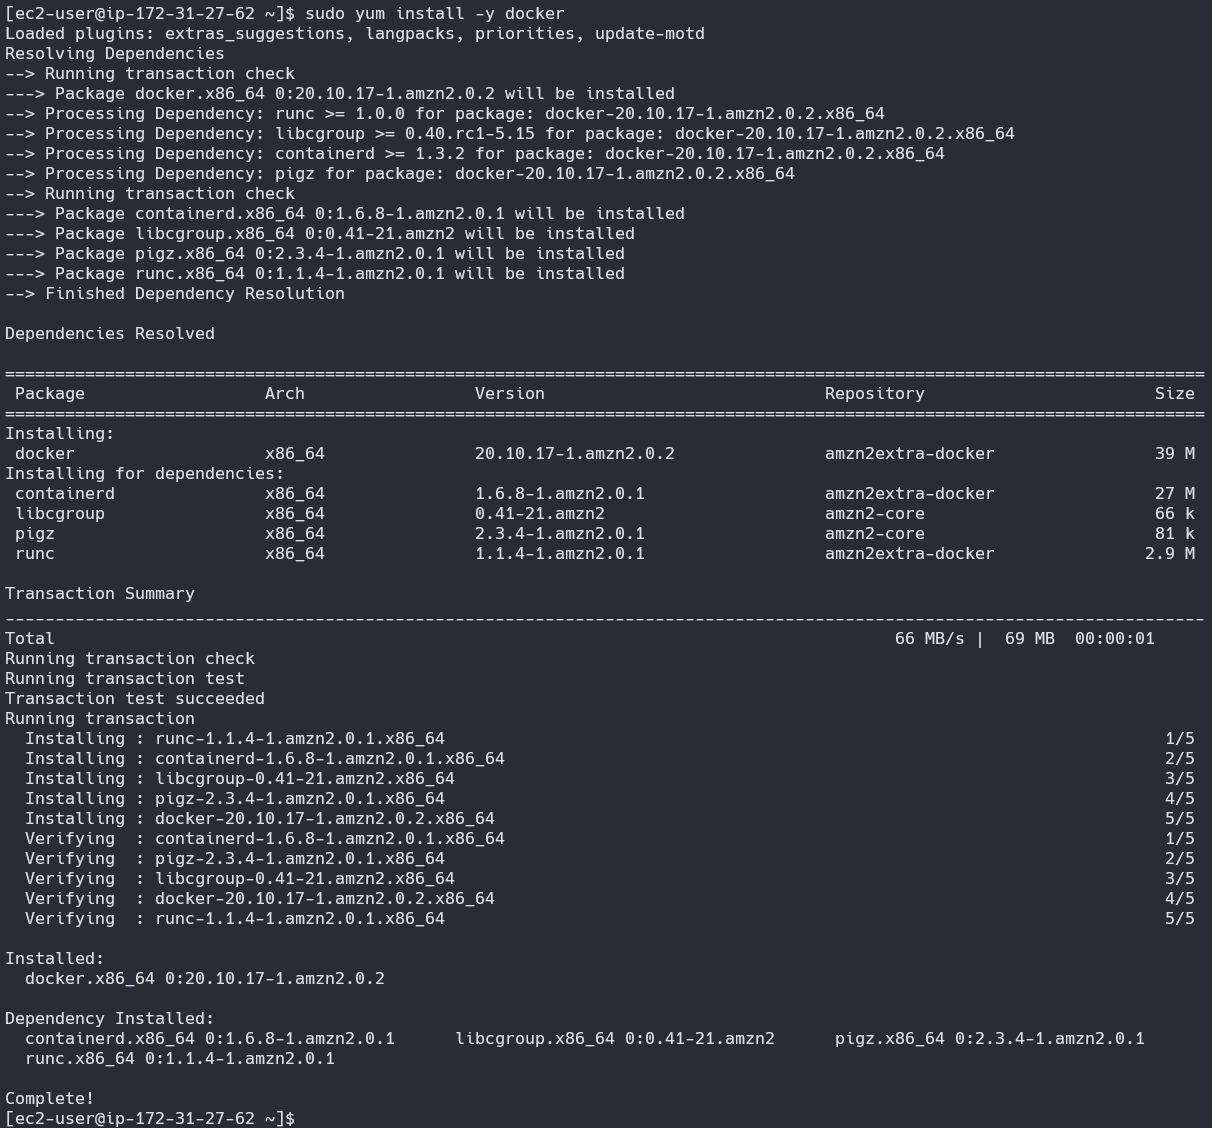 [ec2-user@ip-172-31-27-62 ~]$ sudo yum install -y docker
Loaded plugins: extras_suggestions, langpacks, priorities, update-motd
Resolving Dependencies
--> Running transaction check
---> Package docker.x86_64 0:20.10.17-1.amzn2.0.2 will be installed
--> Processing Dependency: runc >= 1.0.0 for package: docker-20.10.17-1.amzn2.0.2.x86_64
--> Processing Dependency: libcgroup >= 0.40.rc1-5.15 for package: docker-20.10.17-1.amzn2.0.2.x86_64
--> Processing Dependency: containerd >= 1.3.2 for package: docker-20.10.17-1.amzn2.0.2.x86_64
--> Processing Dependency: pigz for package: docker-20.10.17-1.amzn2.0.2.x86_64
--> Running transaction check
---> Package containerd.x86_64 0:1.6.8-1.amzn2.0.1 will be installed
---> Package libcgroup.x86_64 0:0.41-21.amzn2 will be installed
---> Package pigz.x86_64 0:2.3.4-1.amzn2.0.1 will be installed
---> Package runc.x86_64 0:1.1.4-1.amzn2.0.1 will be installed
--> Finished Dependency Resolution

Dependencies Resolved

========================================================================================================================
 Package                  Arch                 Version                            Repository                       Size
========================================================================================================================
Installing:
 docker                   x86_64               20.10.17-1.amzn2.0.2               amzn2extra-docker                39 M
Installing for dependencies:
 containerd               x86_64               1.6.8-1.amzn2.0.1                  amzn2extra-docker                27 M
 libcgroup                x86_64               0.41-21.amzn2                      amzn2-core                       66 k
 pigz                     x86_64               2.3.4-1.amzn2.0.1                  amzn2-core                       81 k
 runc                     x86_64               1.1.4-1.amzn2.0.1                  amzn2extra-docker               2.9 M

Transaction Summary
------------------------------------------------------------------------------------------------------------------------
Total                                                                                    66 MB/s |  69 MB  00:00:01
Running transaction check
Running transaction test
Transaction test succeeded
Running transaction
  Installing : runc-1.1.4-1.amzn2.0.1.x86_64                                                                        1/5
  Installing : containerd-1.6.8-1.amzn2.0.1.x86_64                                                                  2/5
  Installing : libcgroup-0.41-21.amzn2.x86_64                                                                       3/5
  Installing : pigz-2.3.4-1.amzn2.0.1.x86_64                                                                        4/5
  Installing : docker-20.10.17-1.amzn2.0.2.x86_64                                                                   5/5
  Verifying  : containerd-1.6.8-1.amzn2.0.1.x86_64                                                                  1/5
  Verifying  : pigz-2.3.4-1.amzn2.0.1.x86_64                                                                        2/5
  Verifying  : libcgroup-0.41-21.amzn2.x86_64                                                                       3/5
  Verifying  : docker-20.10.17-1.amzn2.0.2.x86_64                                                                   4/5
  Verifying  : runc-1.1.4-1.amzn2.0.1.x86_64                                                                        5/5

Installed:
  docker.x86_64 0:20.10.17-1.amzn2.0.2

Dependency Installed:
  containerd.x86_64 0:1.6.8-1.amzn2.0.1      libcgroup.x86_64 0:0.41-21.amzn2      pigz.x86_64 0:2.3.4-1.amzn2.0.1
  runc.x86_64 0:1.1.4-1.amzn2.0.1

Complete!
[ec2-user@ip-172-31-27-62 ~]$